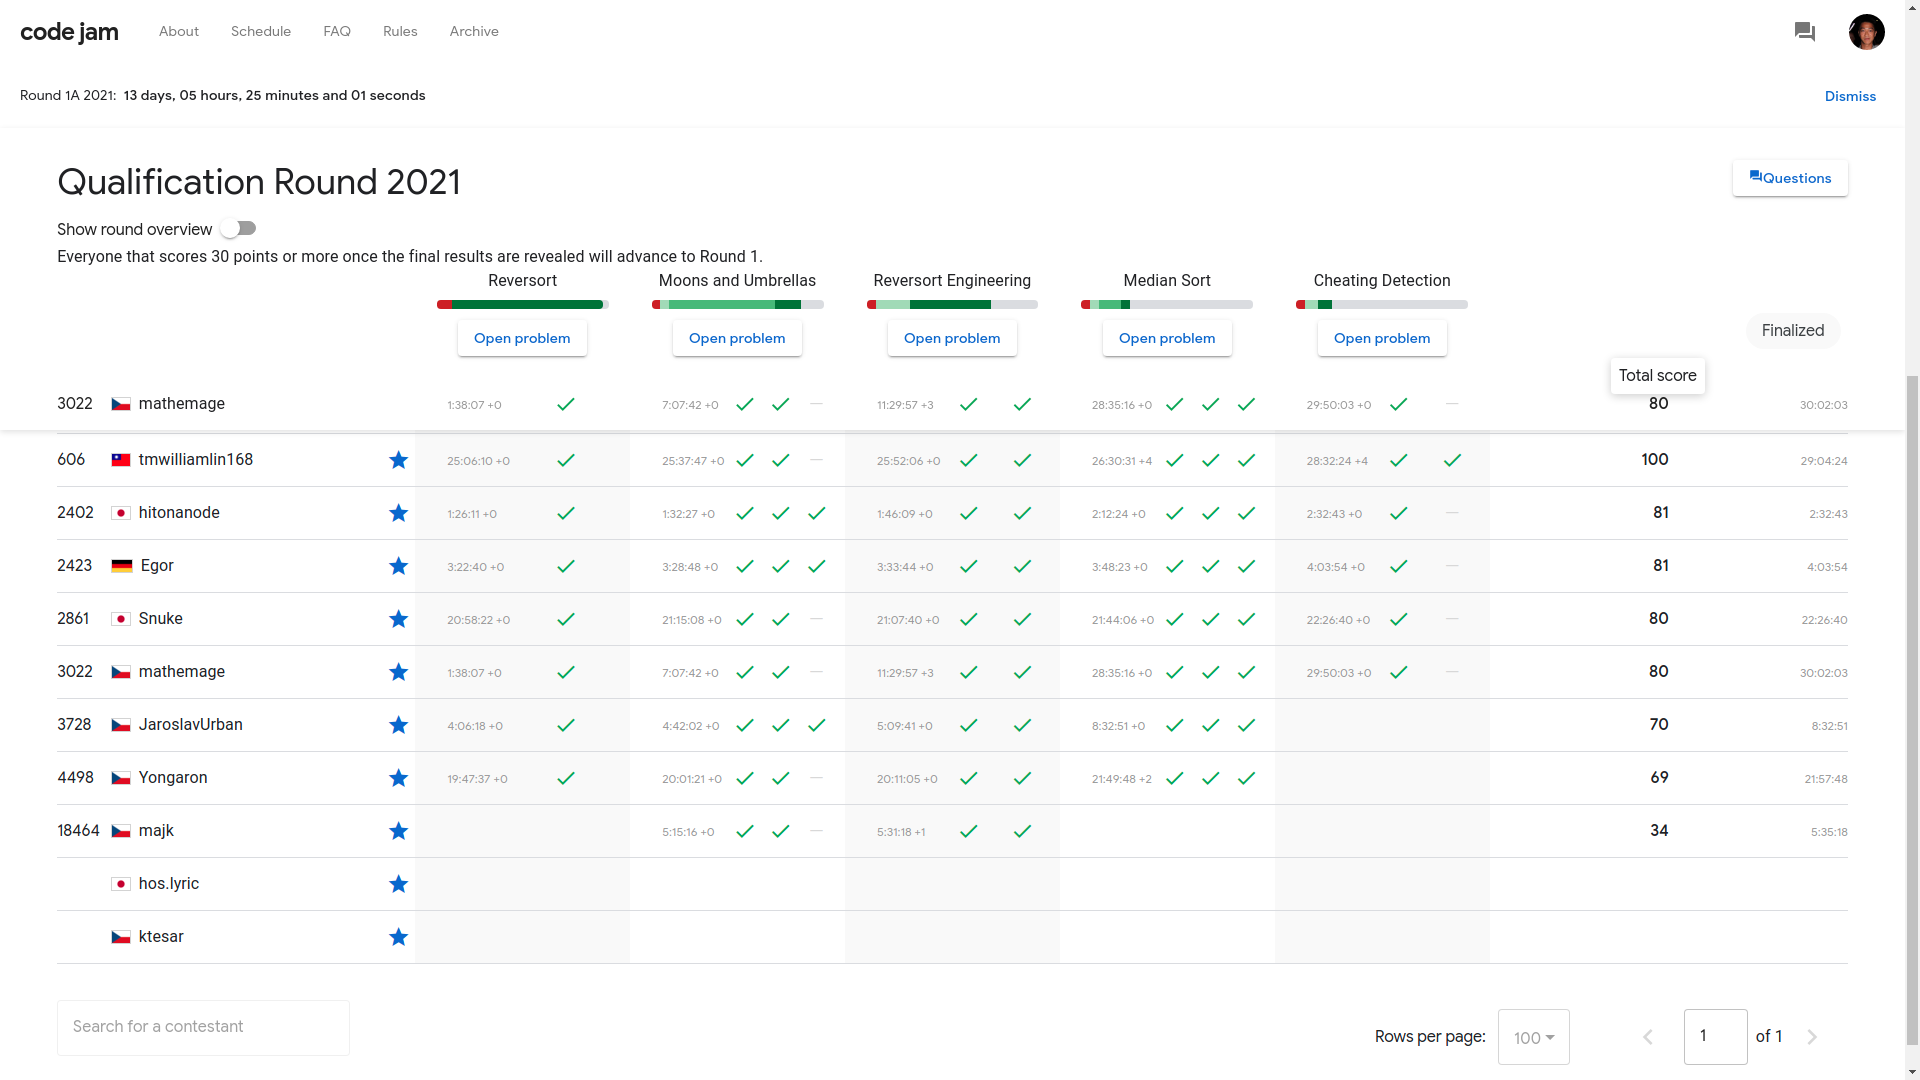 code jam About Schedule FAQ Rules Archive
Round 1A 2021: 13 days, 05 hours, 25 minutes and 01 seconds Dismiss
Qualification Round 2021 Questions
Show round overview
Everyone that scores 30 points or more once the final results are revealed will advance to Round 1.
Reversort Moons and Umbrellas Reversort Engineering Median Sort Cheating Detection
Open problem Open problem Open problem Open problem Open problem Finalized
Total score
3022 mathemage 1:38:07 +0 7:07:42 +0 11:29:57 +3 28:35:16 +0 29:50:03 +0 80 30:02:03
606 tmwilliamlin168 25:06:10 +0 25:37:47 +0 25:52:06 +0 26:30:31 +4 28:32:24 +4 100 29:04:24
2402 hitonanode 1:26:11 +0 1:32:27 +0 1:46:09 +0 2:12:24 +0 2:32:43 +0 81 2:32:43
2423 Egor 3:22:40 +0 3:28:48 +0 3:33:44 +0 3:48:23 +0 4:03:54 +0 81 4:03:54
2861 Snuke 20:58:22 +0 21:15:08 +0 21:07:40 +0 21:44:06 +0 22:26:40 +0 80 22:26:40
3022 mathemage 1:38:07 +0 7:07:42 +0 11:29:57 +3 28:35:16 +0 29:50:03 +0 80 30:02:03
3728 JaroslavUrban 4:06:18 +0 4:42:02 +0 5:09:41 +0 8:32:51 +0 70 8:32:51
4498 Yongaron 19:47:37 +0 20:01:21 +0 20:11:05 +0 21:49:48 +2 69 21:57:48
18464 majk 5:15:16 +0 5:31:18 +1 34 5:35:18
hos.lyric
ktesar
Search for a contestant
Rows per page: 100 1 of 1